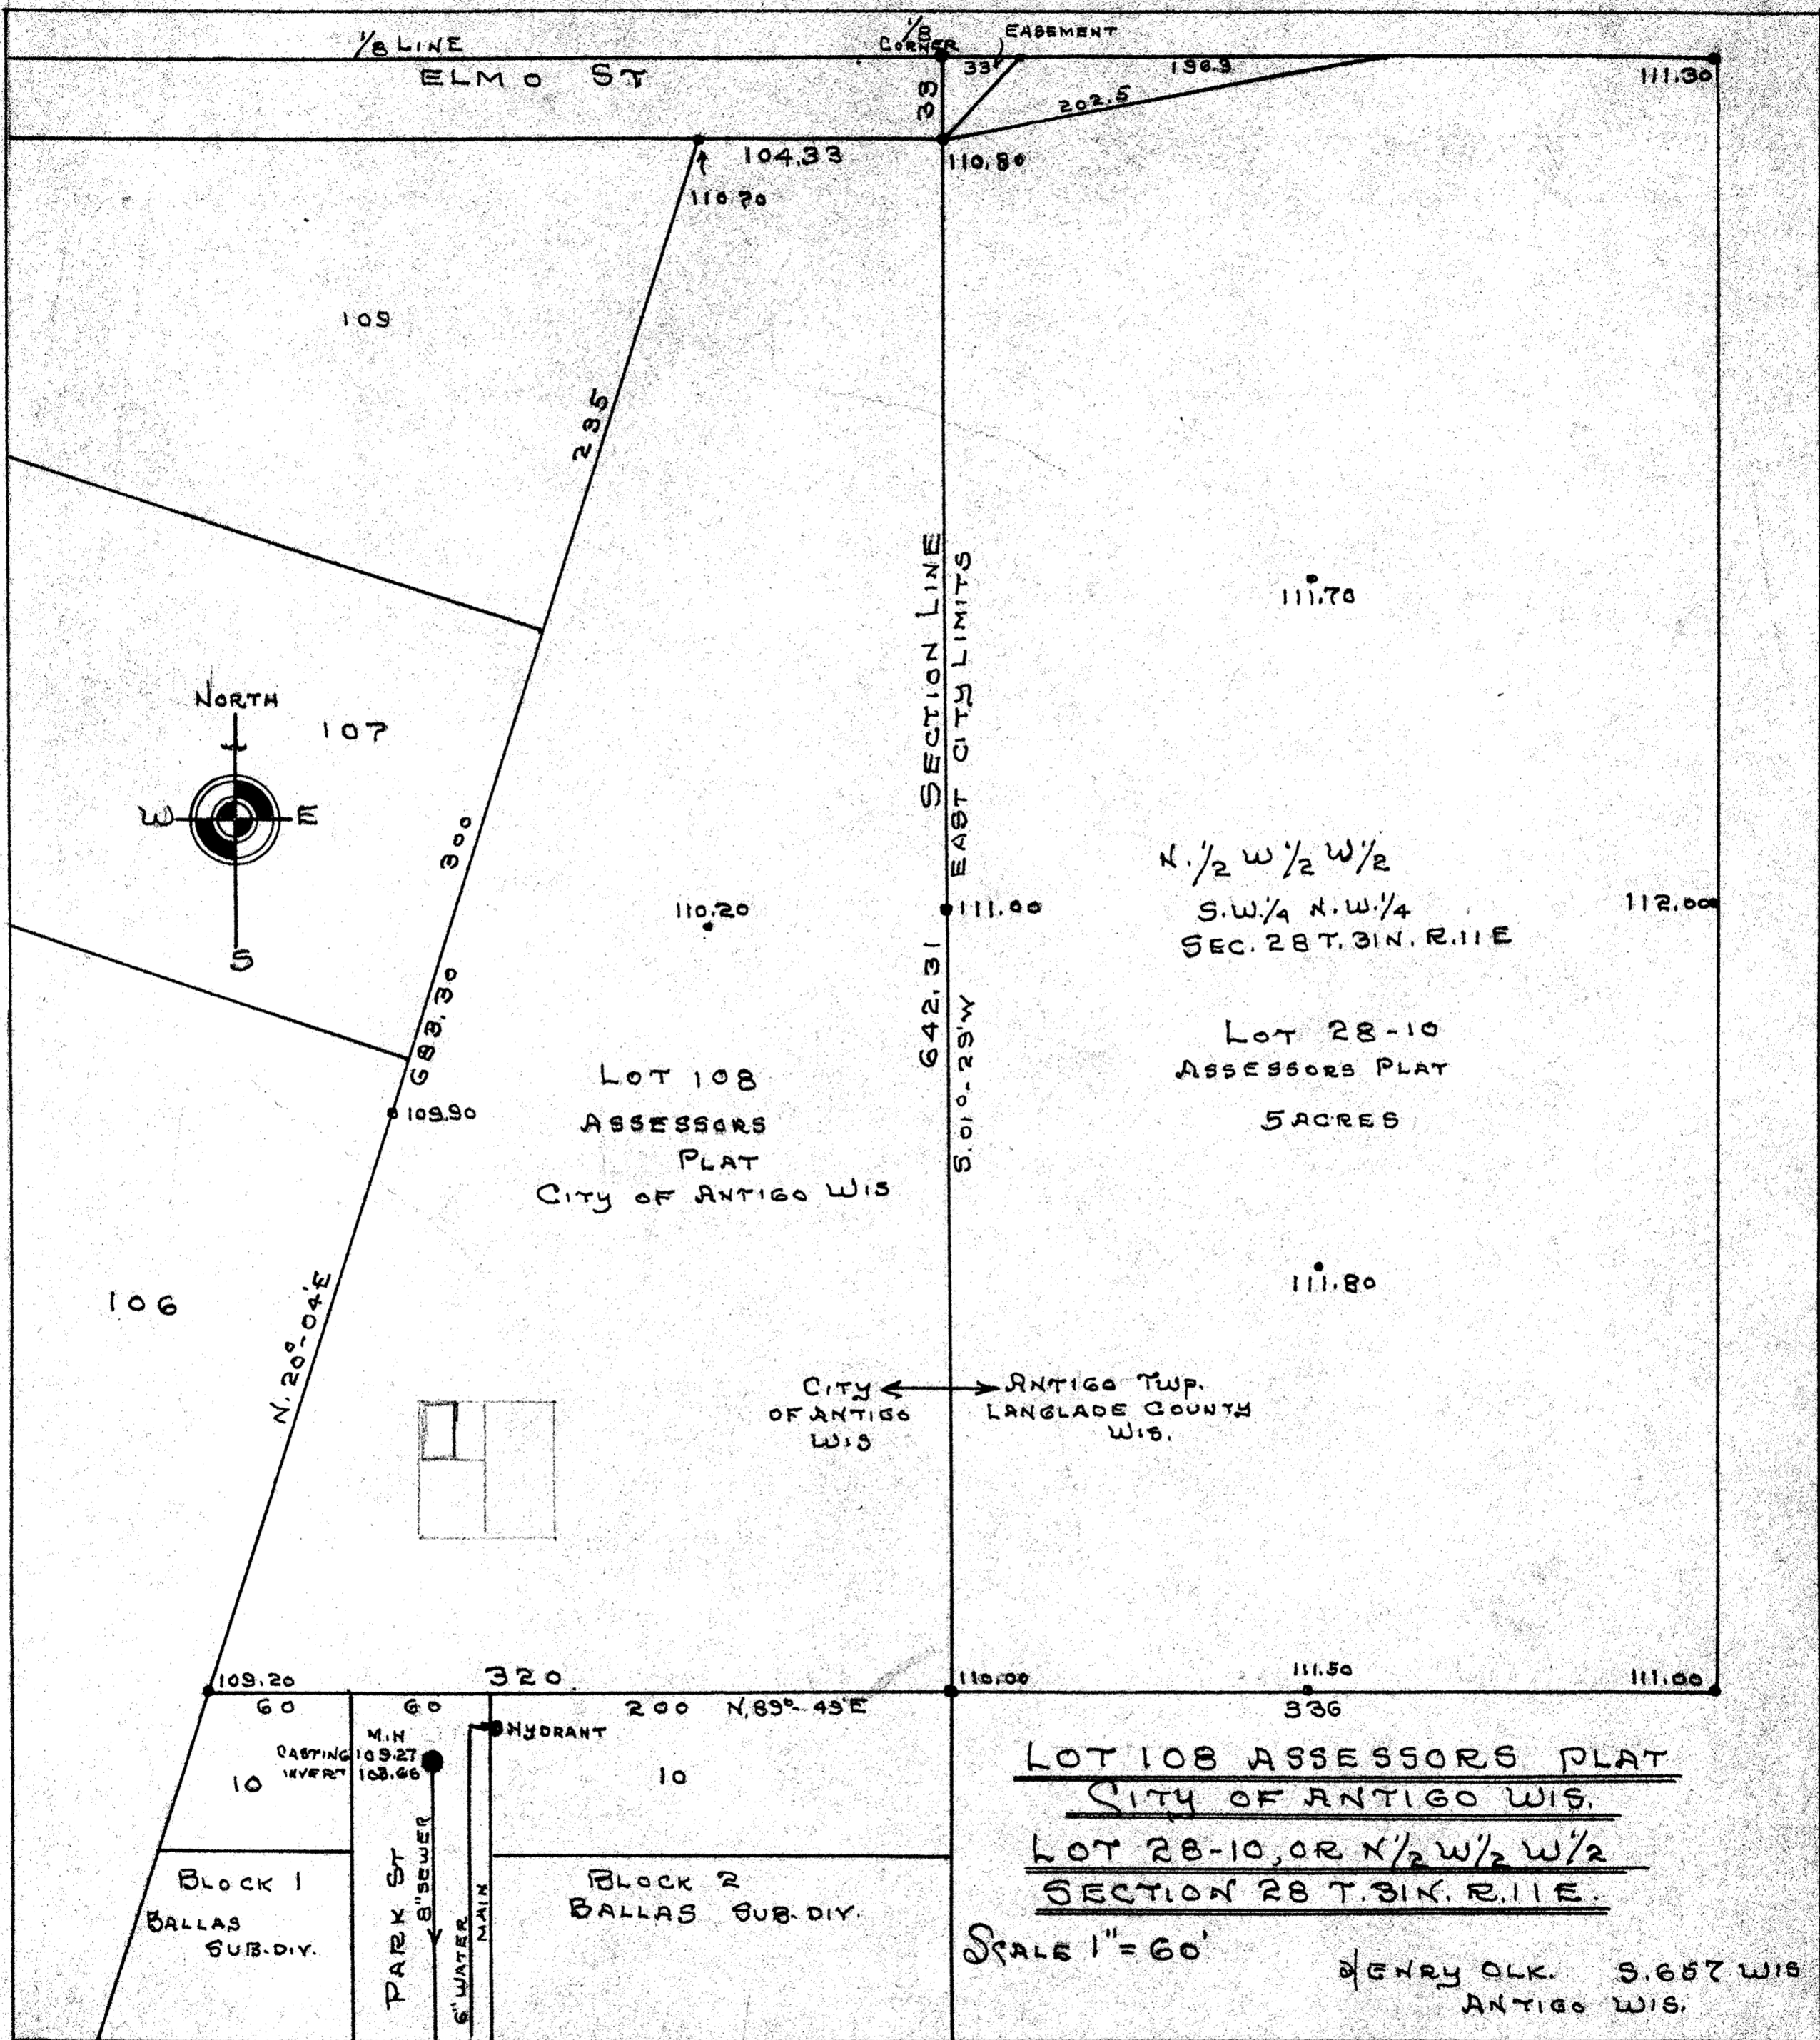 1/8 LINE
1/8
CORNER
EASEMENT
ELMO ST
33
33'
196.9
202.5
111.30
104.33
110.80
110.70
109
235
SECTION LINE
EAST CITY LIMITS
111.70
NORTH
W E
S
107
300
110.20
111.00
N. 1/2 W 1/2 W 1/2
S.W. 1/4 N.W. 1/4
SEC. 28 T. 31N. R. 11 E
112.00
683.30
642.31
S. 01°-29'W
LOT 28-10
ASSESSORS PLAT
5 ACRES
109.90
LOT 108
ASSESSORS
PLAT
CITY OF ANTIGO WIS
106
N. 20°-04'E
111.80
CITY
OF ANTIGO
WIS
ANTIGO TWP.
LANGLADE COUNTY
WIS.
109.20
320
110.00
111.50
111.00
60
60
200
N. 89°-49'E
336
M.H
CASTING 109.27
INVERT 103.66
HYDRANT
10
10
PARK ST
8" SEWER
6" WATER
MAIN
BLOCK 1
BALLAS
SUB-DIV.
BLOCK 2
BALLAS SUB-DIV.
LOT 108 ASSESSORS PLAT
CITY OF ANTIGO WIS.
LOT 28-10, OR N 1/2 W 1/2 W 1/2
SECTION 28 T. 31N. R. 11 E.
SCALE 1" = 60'
HENRY OLK. S.657 WIS
ANTIGO WIS.